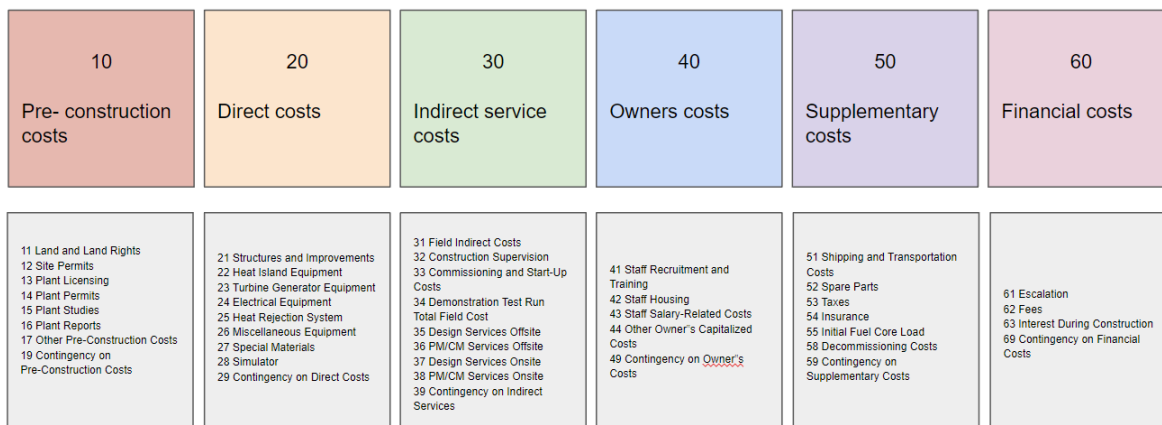 10
Pre- construction
costs
20
Direct costs
30
Indirect service
costs
40
Owners costs
50
Supplementary
costs
60
Financial costs
11 Land and Land Rights
12 Site Permits
13 Plant Licensing
14 Plant Permits
15 Plant Studies
16 Plant Reports
17 Other Pre-Construction Costs
19 Contingency on
Pre-Construction Costs
21 Structures and Improvements
22 Heat Island Equipment
23 Turbine Generator Equipment
24 Electrical Equipment
25 Heat Rejection System
26 Miscellaneous Equipment
27 Special Materials
28 Simulator
29 Contingency on Direct Costs
31 Field Indirect Costs
32 Construction Supervision
33 Commissioning and Start-Up
Costs
34 Demonstration Test Run
Total Field Cost
35 Design Services Offsite
36 PM/CM Services Offsite
37 Design Services Onsite
38 PM/CM Services Onsite
39 Contingency on Indirect
Services
41 Staff Recruitment and
Training
42 Staff Housing
43 Staff Salary-Related Costs
44 Other Owner"s Capitalized
Costs
49 Contingency on Owner"s
Costs
51 Shipping and Transportation
Costs
52 Spare Parts
53 Taxes
54 Insurance
55 Initial Fuel Core Load
58 Decommissioning Costs
59 Contingency on
Supplementary Costs
61 Escalation
62 Fees
63 Interest During Construction
69 Contingency on Financial
Costs